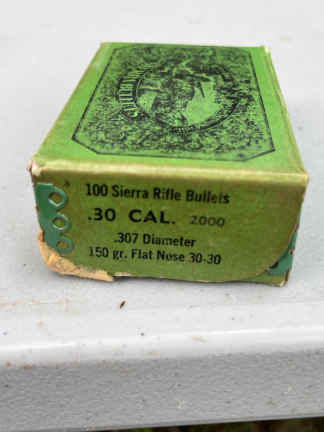 100 Sierra Rifle Bullets
.30 CAL. 2000
.307 Diameter
150 gr. Flat Nose 30-30